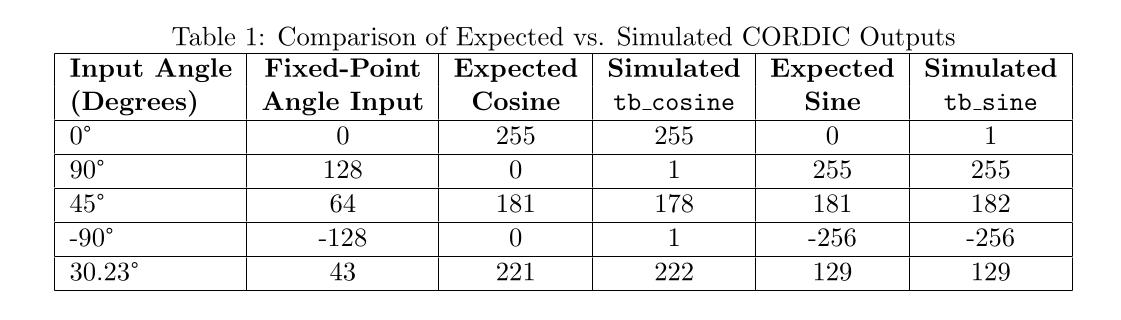 Table 1: Comparison of Expected vs. Simulated CORDIC Outputs
Input Angle Fixed-Point Expected Simulated Expected Simulated
(Degrees) Angle Input Cosine tb_cosine Sine tb_sine
0° 0 255 255 0 1
90° 128 0 1 255 255
45° 64 181 178 181 182
-90° -128 0 1 -256 -256
30.23° 43 221 222 129 129